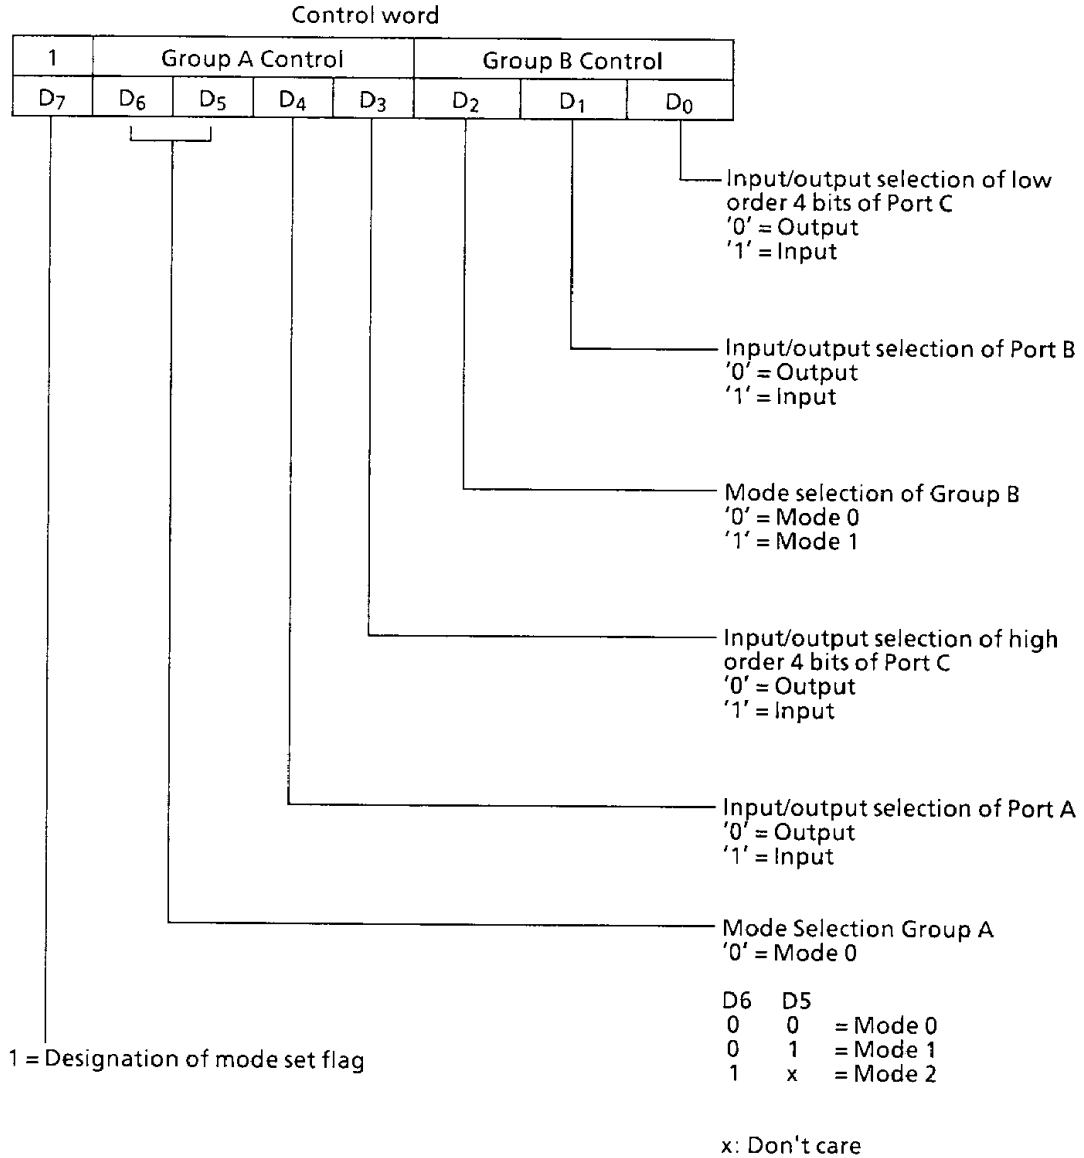 Control word
1 Group A Control Group B Control
D7 D6 D5 D4 D3 D2 D1 D0
Input/output selection of low
order 4 bits of Port C
'0' = Output
'1' = Input
Input/output selection of Port B
'0' = Output
'1' = Input
Mode selection of Group B
'0' = Mode 0
'1' = Mode 1
Input/output selection of high
order 4 bits of Port C
'0' = Output
'1' = Input
Input/output selection of Port A
'0' = Output
'1' = Input
Mode Selection Group A
'0' = Mode 0
D6 D5
0 0 = Mode 0
0 1 = Mode 1
1 x = Mode 2
1 = Designation of mode set flag
x: Don't care